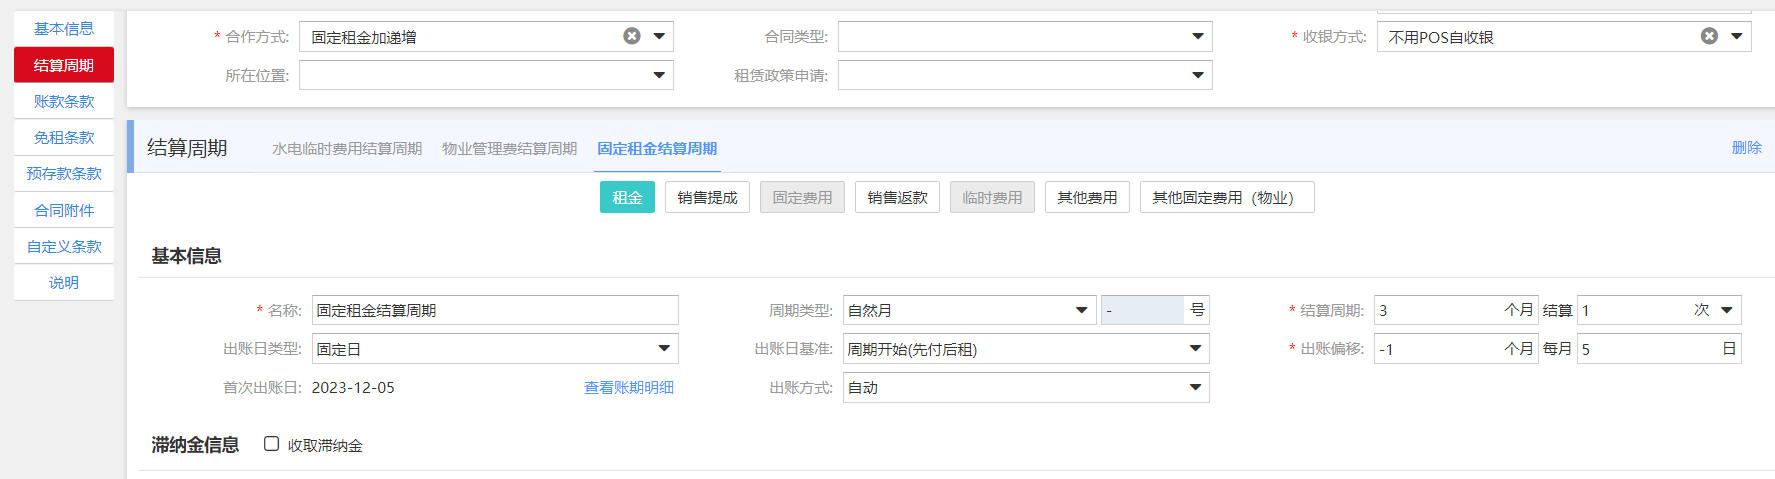 基本信息
结算周期
账款条款
免租条款
预存款条款
合同附件
自定义条款
说明
* 合作方式: 固定租金加递增 合同类型: * 收银方式: 不用POS自收银
所在位置: 租赁政策申请:
结算周期 水电临时费用结算周期 物业管理费结算周期 固定租金结算周期 删除
租金 销售提成 固定费用 销售返款 临时费用 其他费用 其他固定费用（物业）
基本信息
* 名称: 固定租金结算周期 周期类型: 自然月 - 号 * 结算周期: 3 个月 结算 1 次
出账日类型: 固定日 出账日基准: 周期开始(先付后租) * 出账偏移: -1 个月 每月 5 日
首次出账日: 2023-12-05 查看账期明细 出账方式: 自动
滞纳金信息 收取滞纳金